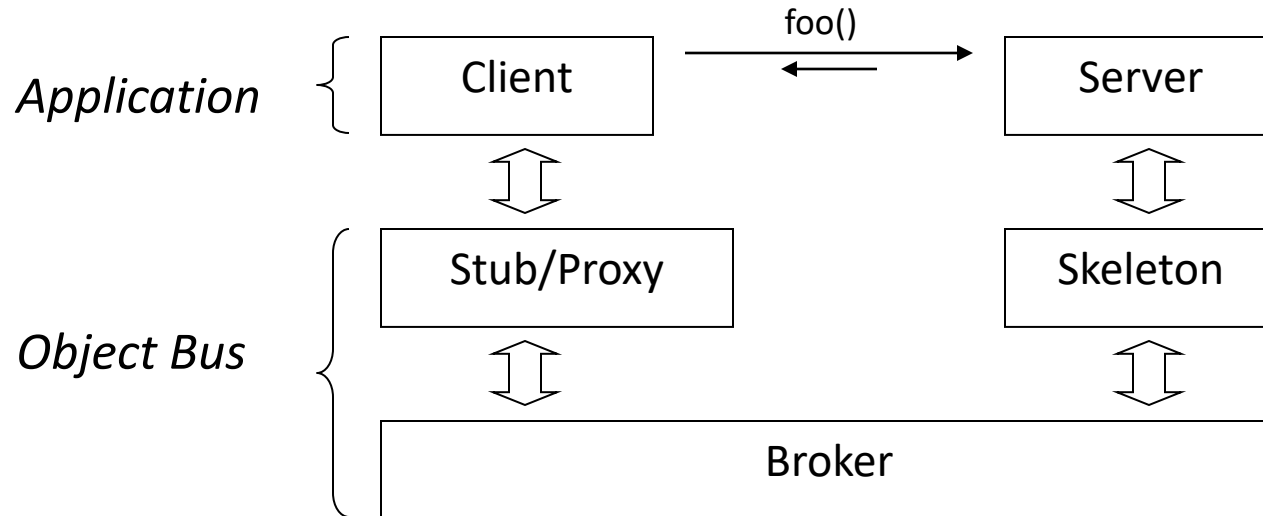 foo()
Client
Server
Application
Stub/Proxy
Skeleton
Object Bus
Broker